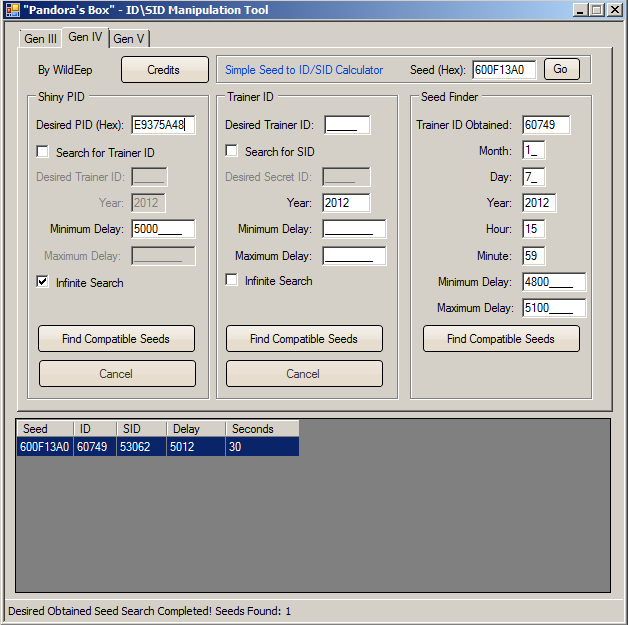 "Pandora's Box" - ID\SID Manipulation Tool
Gen III Gen IV Gen V
By WildEep Credits Simple Seed to ID/SID Calculator Seed (Hex): 600F13A0 Go
Shiny PID
Desired PID (Hex): E9375A48
Search for Trainer ID
Desired Trainer ID: _____
Year: 2012
Minimum Delay: 5000____
Maximum Delay: ________
Infinite Search
Find Compatible Seeds
Cancel
Trainer ID
Desired Trainer ID: _____
Search for SID
Desired Secret ID: _____
Year: 2012
Minimum Delay: ________
Maximum Delay: ________
Infinite Search
Find Compatible Seeds
Cancel
Seed Finder
Trainer ID Obtained: 60749
Month: 1_
Day: 7_
Year: 2012
Hour: 15
Minute: 59
Minimum Delay: 4800____
Maximum Delay: 5100____
Find Compatible Seeds
Seed ID SID Delay Seconds
600F13A0 60749 53062 5012 30
Desired Obtained Seed Search Completed! Seeds Found: 1